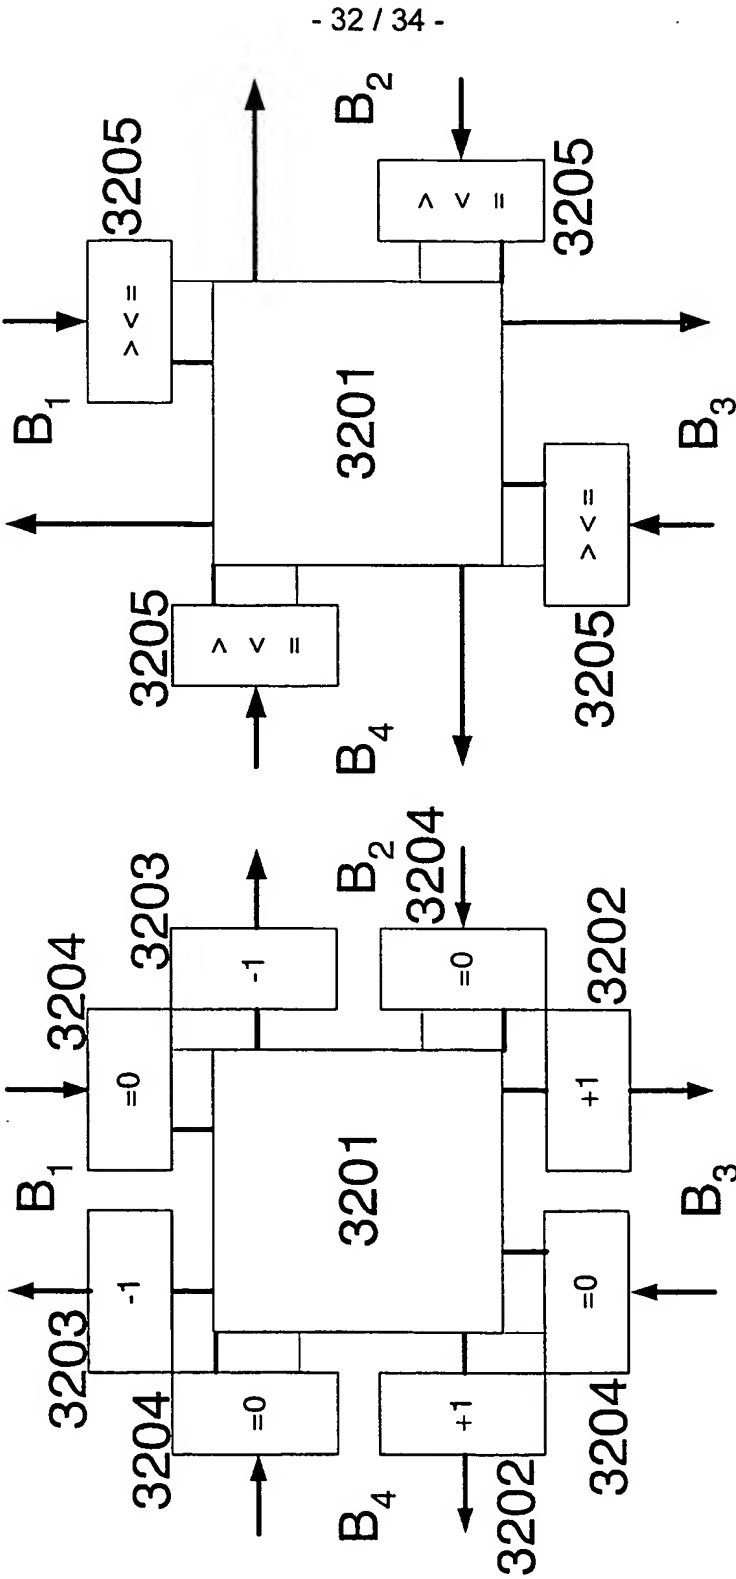 - 32 / 34 -
B2
3205
> < =
3205
> < =
B1
3201
B3
> < =
3205
> < =
3205
B4
B2
3204
3203
3204
-1
=0
3202
=0
+1
B1
3201
B3
-1
=0
3203
3204
=0
+1
3204
3202
B4